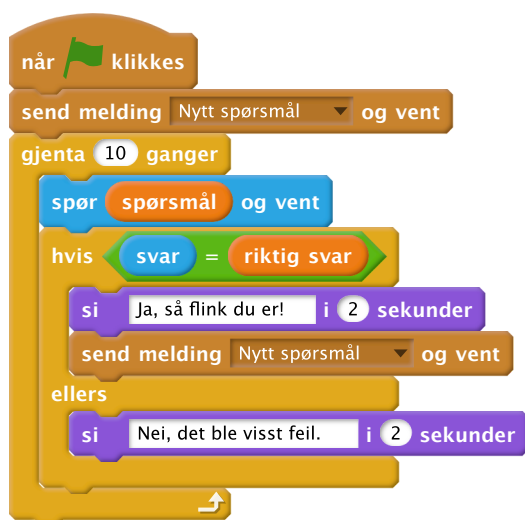 når klikkes
send melding Nytt spørsmål og vent
gjenta 10 ganger
spør spørsmål og vent
hvis svar = riktig svar
si Ja, så flink du er! i 2 sekunder
send melding Nytt spørsmål og vent
ellers
si Nei, det ble visst feil. i 2 sekunder